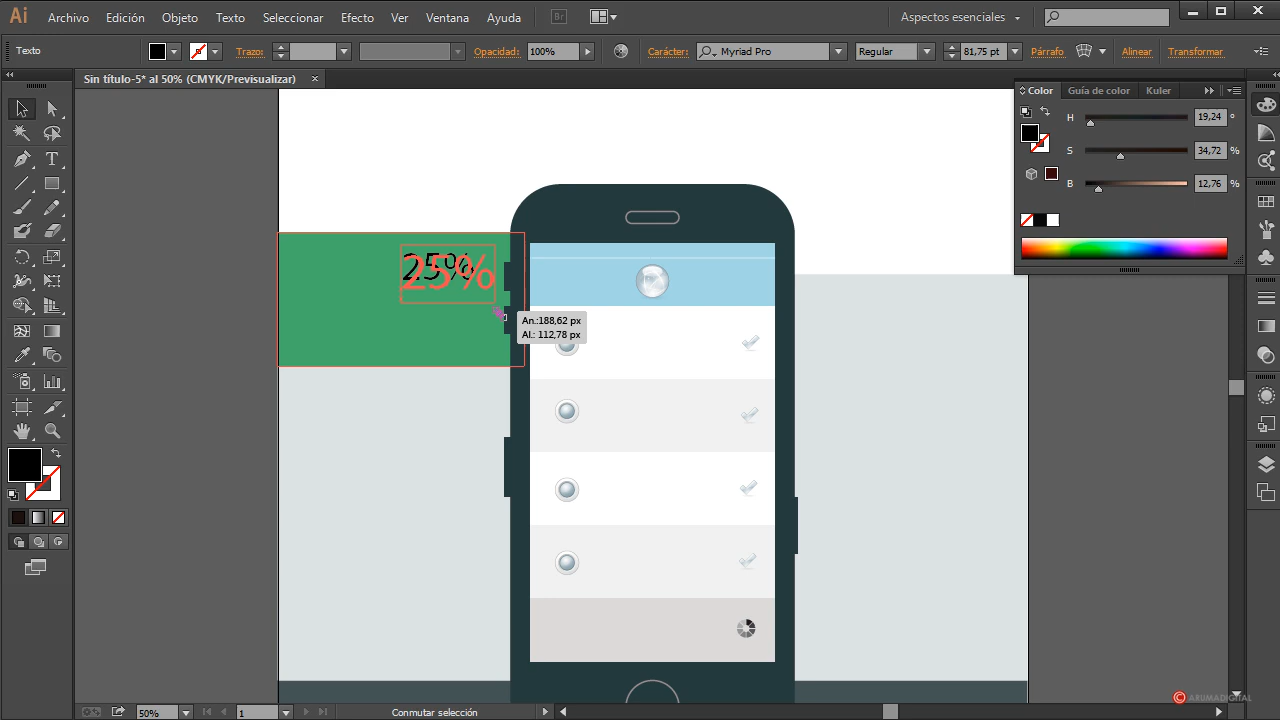 Ai Archivo Edición Objeto Texto Seleccionar Efecto Ver Ventana Ayuda Br Aspectos esenciales
Texto Trazo: Opacidad: 100% Carácter: Myriad Pro Regular 81,75 pt Párrafo Alinear Transformar
Sin título-5* al 50% (CMYK/Previsualizar)
Color Guía de color Kuler
H 19,24 °
S 34,72 %
B 12,76 %
25%
25%
An.:188,62 px
Al.: 112,78 px
© ARUMADIGITAL
50% 1 Conmutar selección